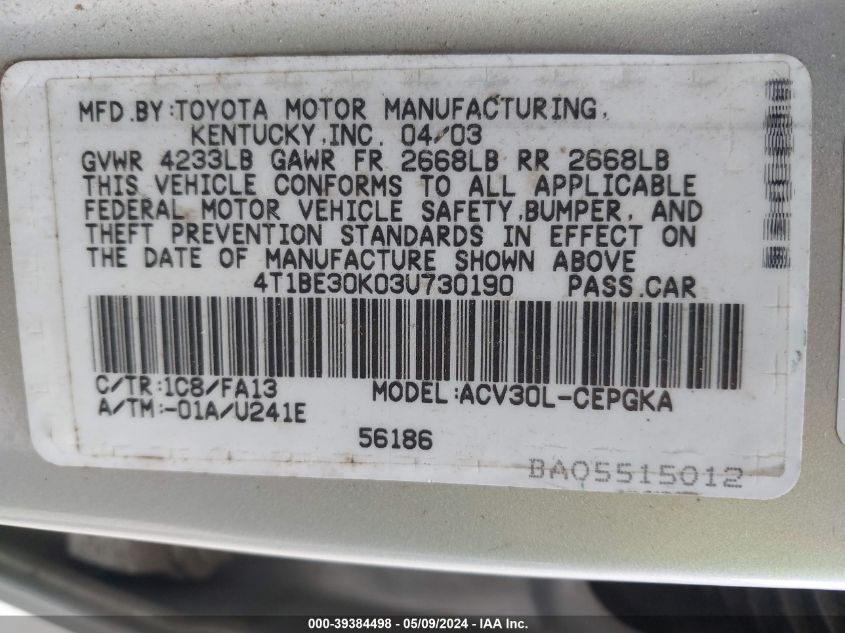 MFD.BY:TOYOTA MOTOR MANUFACTURING,
KENTUCKY,INC. 04/03
GVWR 4233LB GAWR FR 2668LB RR 2668LB
THIS VEHICLE CONFORMS TO ALL APPLICABLE
FEDERAL MOTOR VEHICLE SAFETY,BUMPER, AND
THEFT PREVENTION STANDARDS IN EFFECT ON
THE DATE OF MANUFACTURE SHOWN ABOVE
4T1BE30K03U730190 PASS.CAR
C/TR:1C8/FA13 MODEL:ACV30L-CEPGKA
A/TM:-01A/U241E
56186
BA05515012
000-39384498 - 05/09/2024 - IAA Inc.